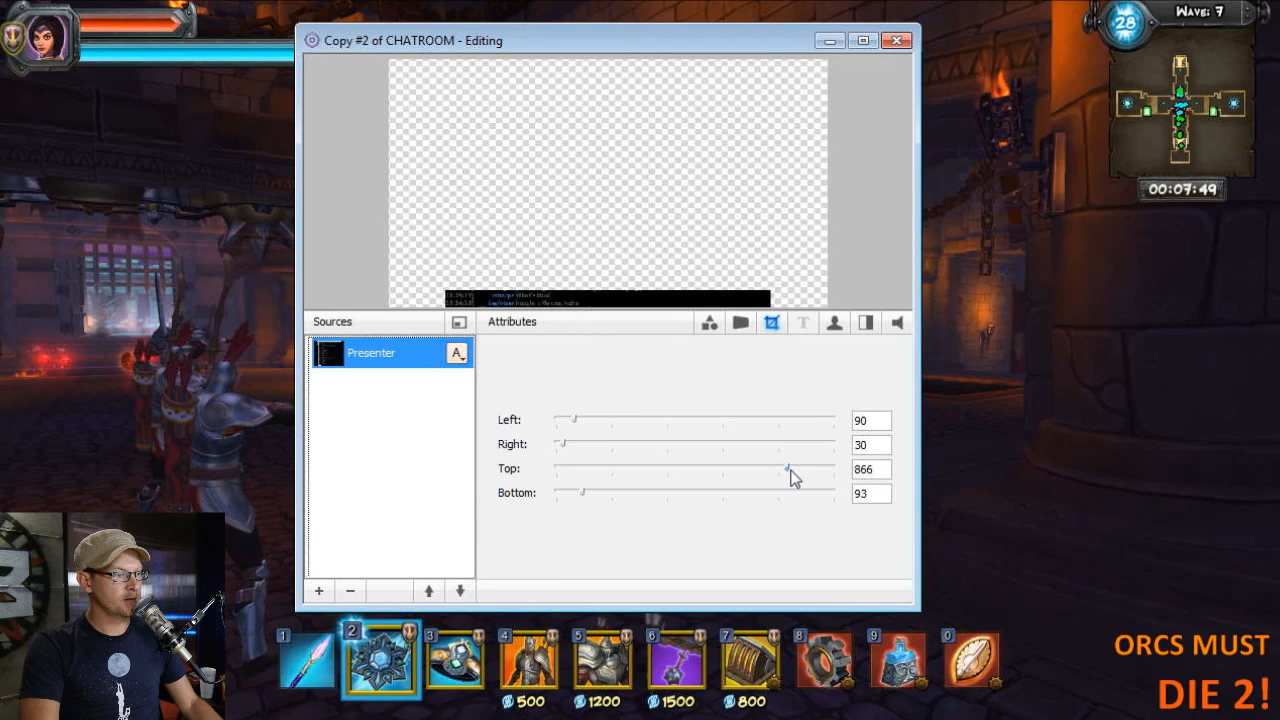 Copy #2 of CHATROOM - Editing
WAVE: 7
28
00:07:49
Sources
Attributes
T
Presenter
A
Left:
90
Right:
30
Top:
866
Bottom:
93
1
2
3
4
5
6
7
8
9
0
500
1200
1500
800
ORCS MUST
DIE 2!